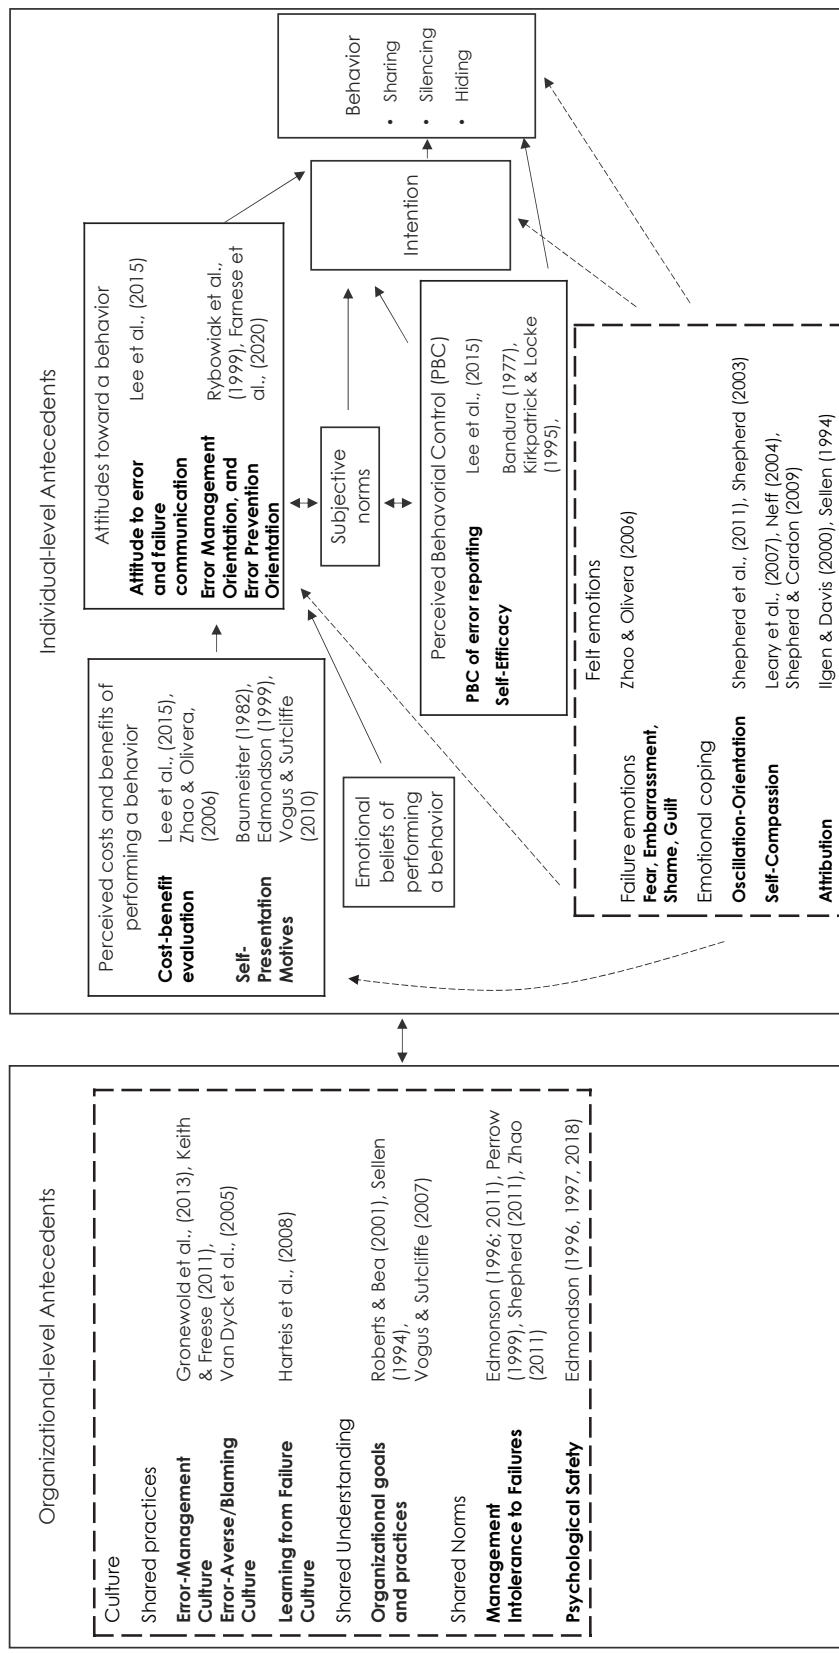 Organizational-level Antecedents
Culture
Shared practices
Error-Management
Culture
Error-Averse/Blaming
Culture
Gronewold et al., (2013), Keith
& Freese (2011),
Van Dyck et al., (2005)
Learning from Failure
Culture
Harteis et al., (2008)
Shared Understanding
Organizational goals
and practices
Roberts & Bea (2001), Sellen
(1994),
Vogus & Sutcliffe (2007)
Shared Norms
Management
Intolerance to Failures
Edmonson (1996; 2011), Perrow
(1999), Shepherd (2011), Zhao
(2011)
Psychological Safety
Edmondson (1996, 1997, 2018)
Individual-level Antecedents
Perceived costs and benefits of
performing a behavior
Cost-benefit
evaluation
Lee et al., (2015),
Zhao & Olivera,
(2006)
Self-
Presentation
Motives
Baumeister (1982),
Edmondson (1999),
Vogus & Sutcliffe
(2010)
Attitudes toward a behavior
Attitude to error
and failure
communication
Lee et al., (2015)
Error Management
Orientation, and
Error Prevention
Orientation
Rybowiak et al.,
(1999), Farnese et
al., (2020)
Emotional
beliefs of
performing
a behavior
Subjective
norms
Intention
Behavior
• Sharing
• Silencing
• Hiding
Perceived Behavorial Control (PBC)
PBC of error reporting
Lee et al., (2015)
Self-Efficacy
Bandura (1977),
Kirkpatrick & Locke
(1995),
Felt emotions
Failure emotions
Fear, Embarrassment,
Shame, Guilt
Zhao & Olivera (2006)
Emotional coping
Oscillation-Orientation
Shepherd et al., (2011), Shepherd (2003)
Self-Compassion
Leary et al., (2007), Neff (2004),
Shepherd & Cardon (2009)
Attribution
Ilgen & Davis (2000), Sellen (1994)